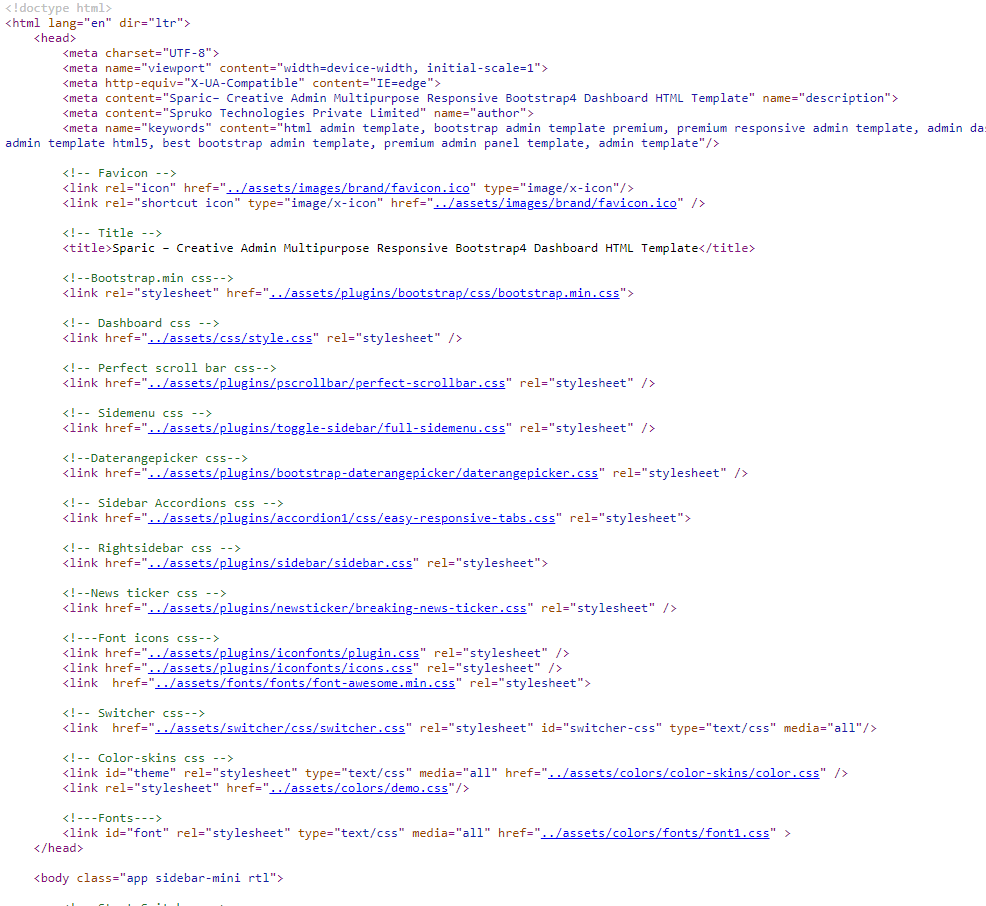 <!doctype html>
<html lang="en" dir="ltr">
    <head>
        <meta charset="UTF-8">
        <meta name="viewport" content="width=device-width, initial-scale=1">
        <meta http-equiv="X-UA-Compatible" content="IE=edge">
        <meta content="Sparic– Creative Admin Multipurpose Responsive Bootstrap4 Dashboard HTML Template" name="description">
        <meta content="Spruko Technologies Private Limited" name="author">
        <meta name="keywords" content="html admin template, bootstrap admin template premium, premium responsive admin template, admin das
admin template html5, best bootstrap admin template, premium admin panel template, admin template"/>

        <!-- Favicon -->
        <link rel="icon" href="../assets/images/brand/favicon.ico" type="image/x-icon"/>
        <link rel="shortcut icon" type="image/x-icon" href="../assets/images/brand/favicon.ico" />

        <!-- Title -->
        <title>Sparic – Creative Admin Multipurpose Responsive Bootstrap4 Dashboard HTML Template</title>

        <!--Bootstrap.min css-->
        <link rel="stylesheet" href="../assets/plugins/bootstrap/css/bootstrap.min.css">

        <!-- Dashboard css -->
        <link href="../assets/css/style.css" rel="stylesheet" />

        <!-- Perfect scroll bar css-->
        <link href="../assets/plugins/pscrollbar/perfect-scrollbar.css" rel="stylesheet" />

        <!-- Sidemenu css -->
        <link href="../assets/plugins/toggle-sidebar/full-sidemenu.css" rel="stylesheet" />

        <!--Daterangepicker css-->
        <link href="../assets/plugins/bootstrap-daterangepicker/daterangepicker.css" rel="stylesheet" />

        <!-- Sidebar Accordions css -->
        <link href="../assets/plugins/accordion1/css/easy-responsive-tabs.css" rel="stylesheet">

        <!-- Rightsidebar css -->
        <link href="../assets/plugins/sidebar/sidebar.css" rel="stylesheet">

        <!--News ticker css -->
        <link href="../assets/plugins/newsticker/breaking-news-ticker.css" rel="stylesheet" />

        <!---Font icons css-->
        <link href="../assets/plugins/iconfonts/plugin.css" rel="stylesheet" />
        <link href="../assets/plugins/iconfonts/icons.css" rel="stylesheet" />
        <link  href="../assets/fonts/fonts/font-awesome.min.css" rel="stylesheet">

        <!-- Switcher css-->
        <link  href="../assets/switcher/css/switcher.css" rel="stylesheet" id="switcher-css" type="text/css" media="all"/>

        <!-- Color-skins css -->
        <link id="theme" rel="stylesheet" type="text/css" media="all" href="../assets/colors/color-skins/color.css" />
        <link rel="stylesheet" href="../assets/colors/demo.css"/>

        <!---Fonts--->
        <link id="font" rel="stylesheet" type="text/css" media="all" href="../assets/colors/fonts/font1.css" >
    </head>

    <body class="app sidebar-mini rtl">